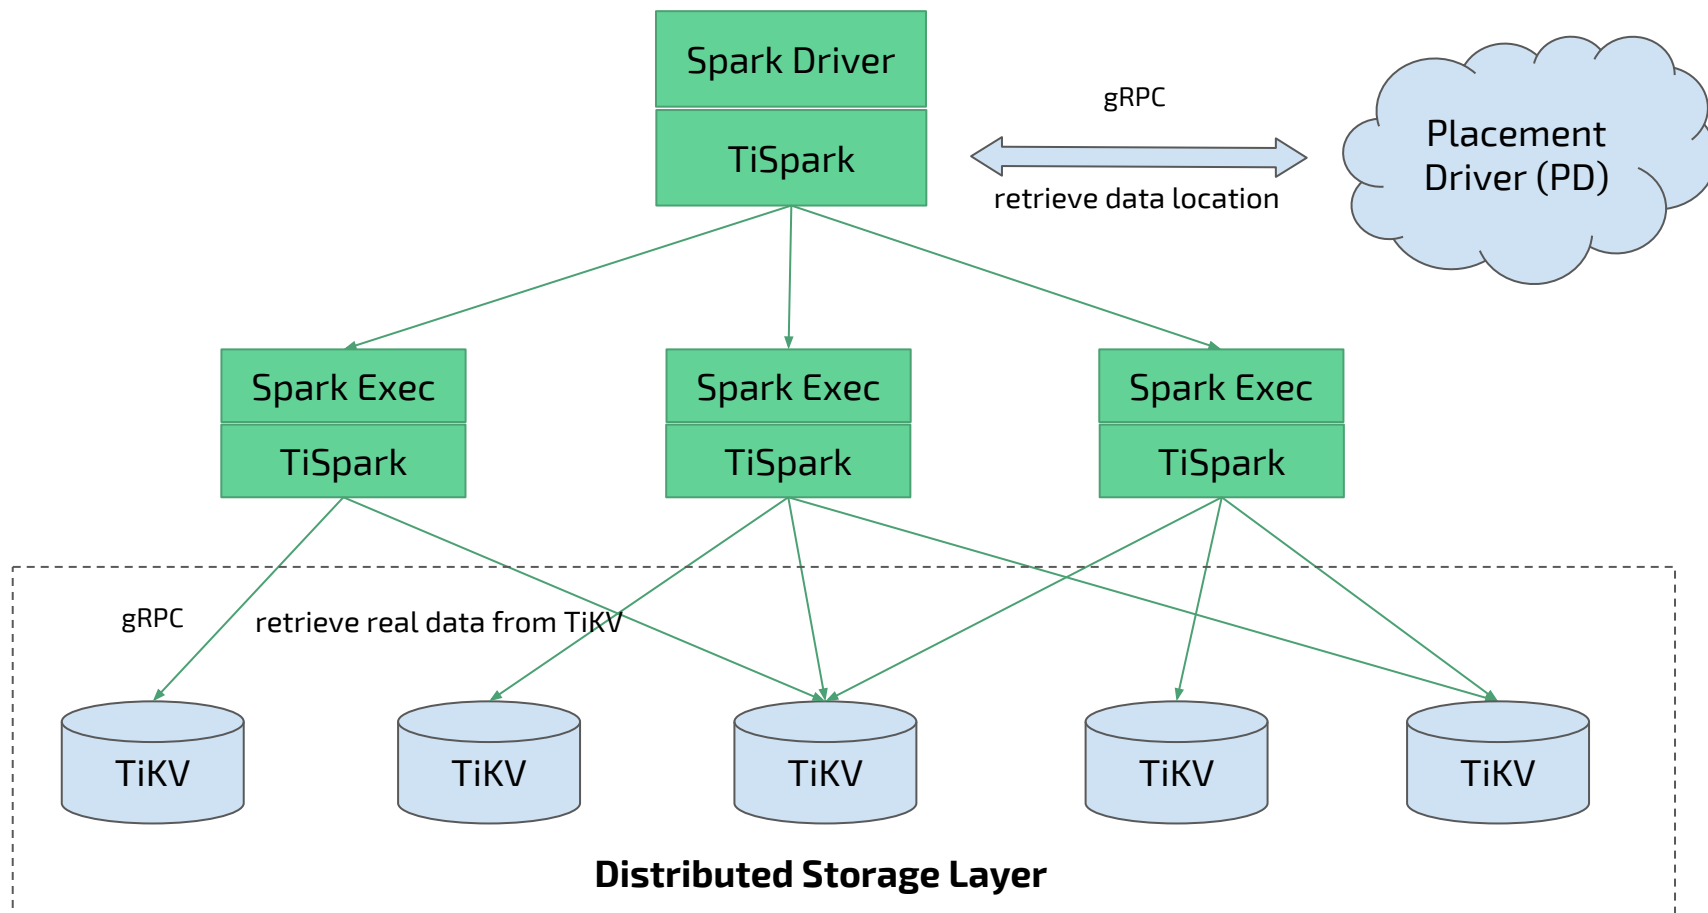 Spark Driver
TiSpark
gRPC
retrieve data location
Placement
Driver (PD)
Spark Exec
TiSpark
Spark Exec
TiSpark
Spark Exec
TiSpark
gRPC
retrieve real data from TiKV
TiKV
TiKV
TiKV
TiKV
TiKV
Distributed Storage Layer